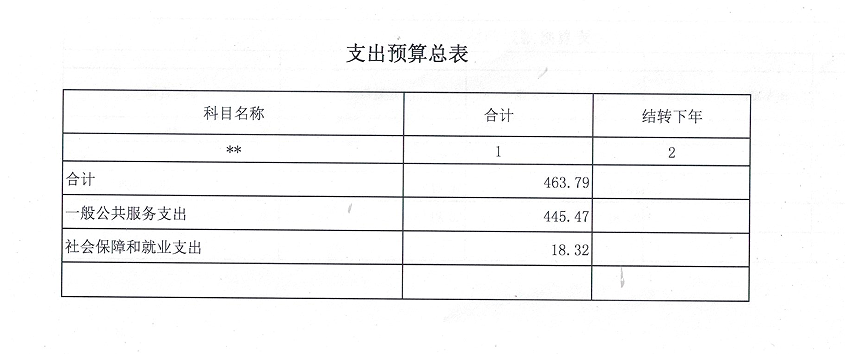 支出预算总表
科目名称 合计 结转下年
** 1 2
合计 463.79
一般公共服务支出 445.47
社会保障和就业支出 18.32